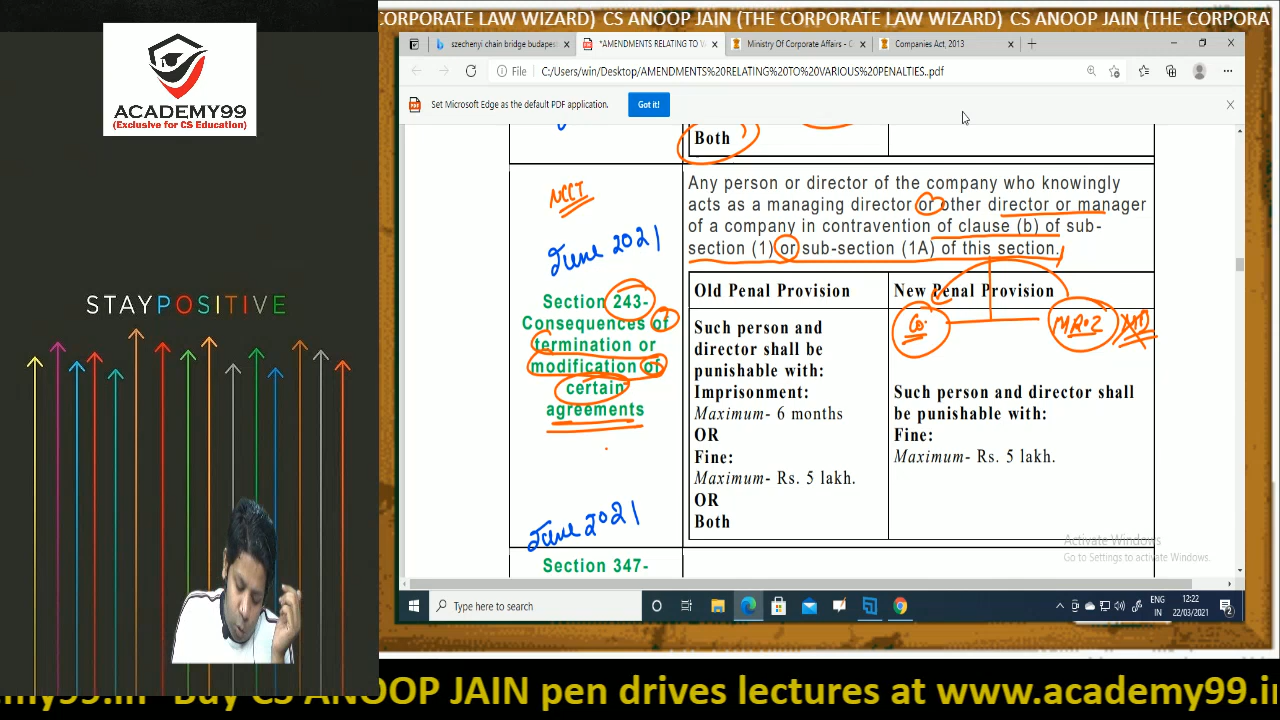 CORPORATE LAW WIZARD) CS ANOOP JAIN (THE CORPORATE LAW WIZARD) CS ANOOP JAIN (THE CORPORAT
ACADEMY99
(Exclusive for CS Education)
STAYPOSITIVE
szechenyi chain bridge budapes
*AMENDMENTS RELATING TO V
Ministry Of Corporate Affairs - C
Companies Act, 2013
File
C:/Users/win/Desktop/AMENDMENTS%20RELATING%20TO%20VARIOUS%20PENALTIES..pdf
Set Microsoft Edge as the default PDF application.
Got it!
Both
NCLT
June 2021
Section 243-
Consequences of
termination or
modification of
certain
agreements
Any person or director of the company who knowingly
acts as a managing director or other director or manager
of a company in contravention of clause (b) of sub-
section (1) or sub-section (1A) of this section.
Old Penal Provision
New Penal Provision
Such person and
director shall be
punishable with:
Imprisonment:
Maximum- 6 months
OR
Fine:
Maximum- Rs. 5 lakh.
OR
Both
Co.
MR. Z
Such person and director shall
be punishable with:
Fine:
Maximum- Rs. 5 lakh.
June 2021
Section 347-
Activate Windows
Go to Settings to activate Windows.
Type here to search
ENG
IN
12:22
22/03/2021
2
my99.in Buy CS ANOOP JAIN pen drives lectures at www.academy99.in